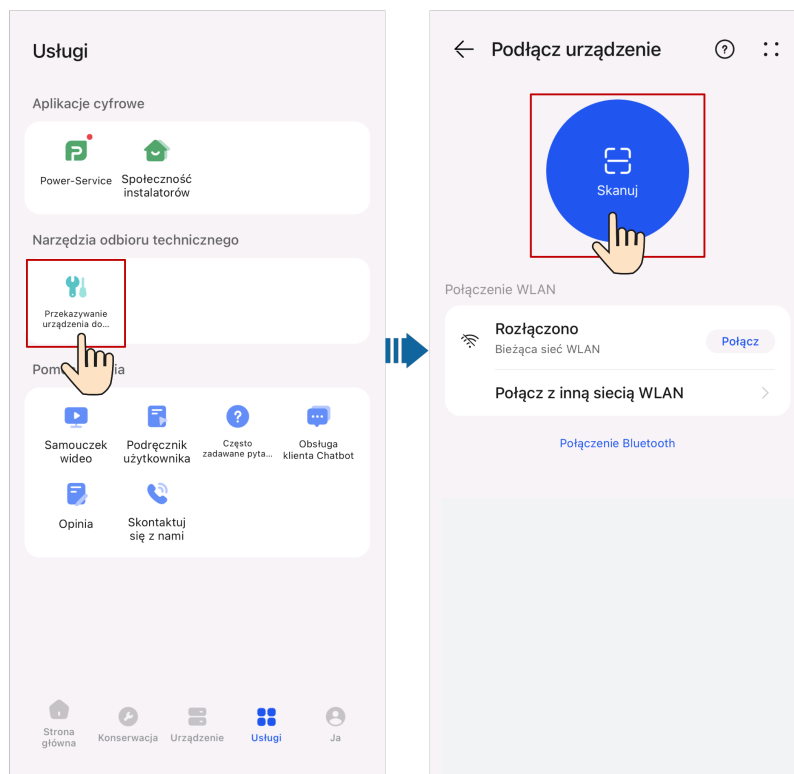 Usługi
Aplikacje cyfrowe
Power-Service
Społeczność
instalatorów
Narzędzia odbioru technicznego
Przekazywanie
urządzenia do...
Samouczek
wideo
Podręcznik
użytkownika
Często
zadawane pyta...
Obsługa
klienta Chatbot
Opinia
Skontaktuj
się z nami
Strona
główna
Konserwacja
Urządzenie
Usługi
Ja
Podłącz urządzenie
?
Skanuj
Połączenie WLAN
Rozłączono
Bieżąca sieć WLAN
Połącz
Połącz z inną siecią WLAN
Połączenie Bluetooth